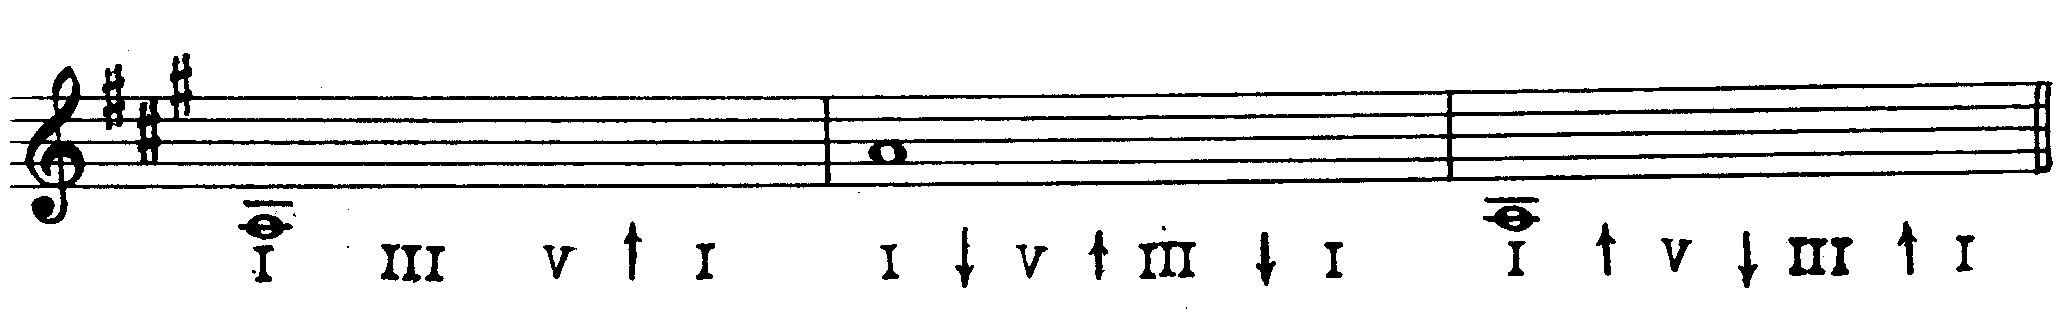 I III V ↑ I I ↓ V ↑ III ↓ I I ↑ V ↓ III ↑ I